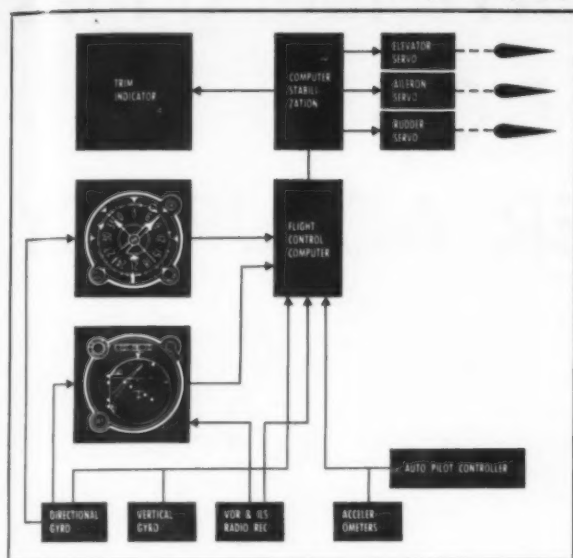 TRIM
INDICATOR
COMPUTER
STABILI-
ZATION
ELEVATOR
SERVO
AILERON
SERVO
RUDDER
SERVO
FLIGHT
CONTROL
COMPUTER
AUTO PILOT CONTROLLER
DIRECTIONAL
GYRO
VERTICAL
GYRO
VOR & ILS
RADIO REC
ACCELER-
OMETERS